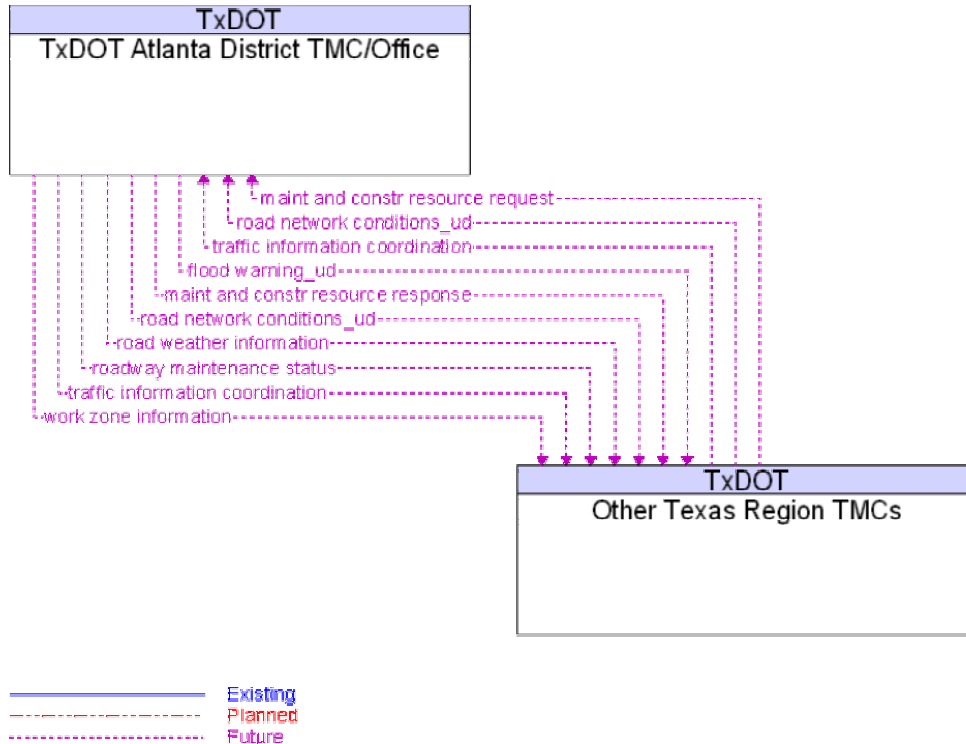 TxDOT
TxDOT Atlanta District TMC/Office
maint and constr resource request
road network conditions_ud
traffic information coordination
flood warning_ud
maint and constr resource response
road network conditions_ud
road weather information
roadway maintenance status
traffic information coordination
work zone information
TxDOT
Other Texas Region TMCs
Existing
Planned
Future